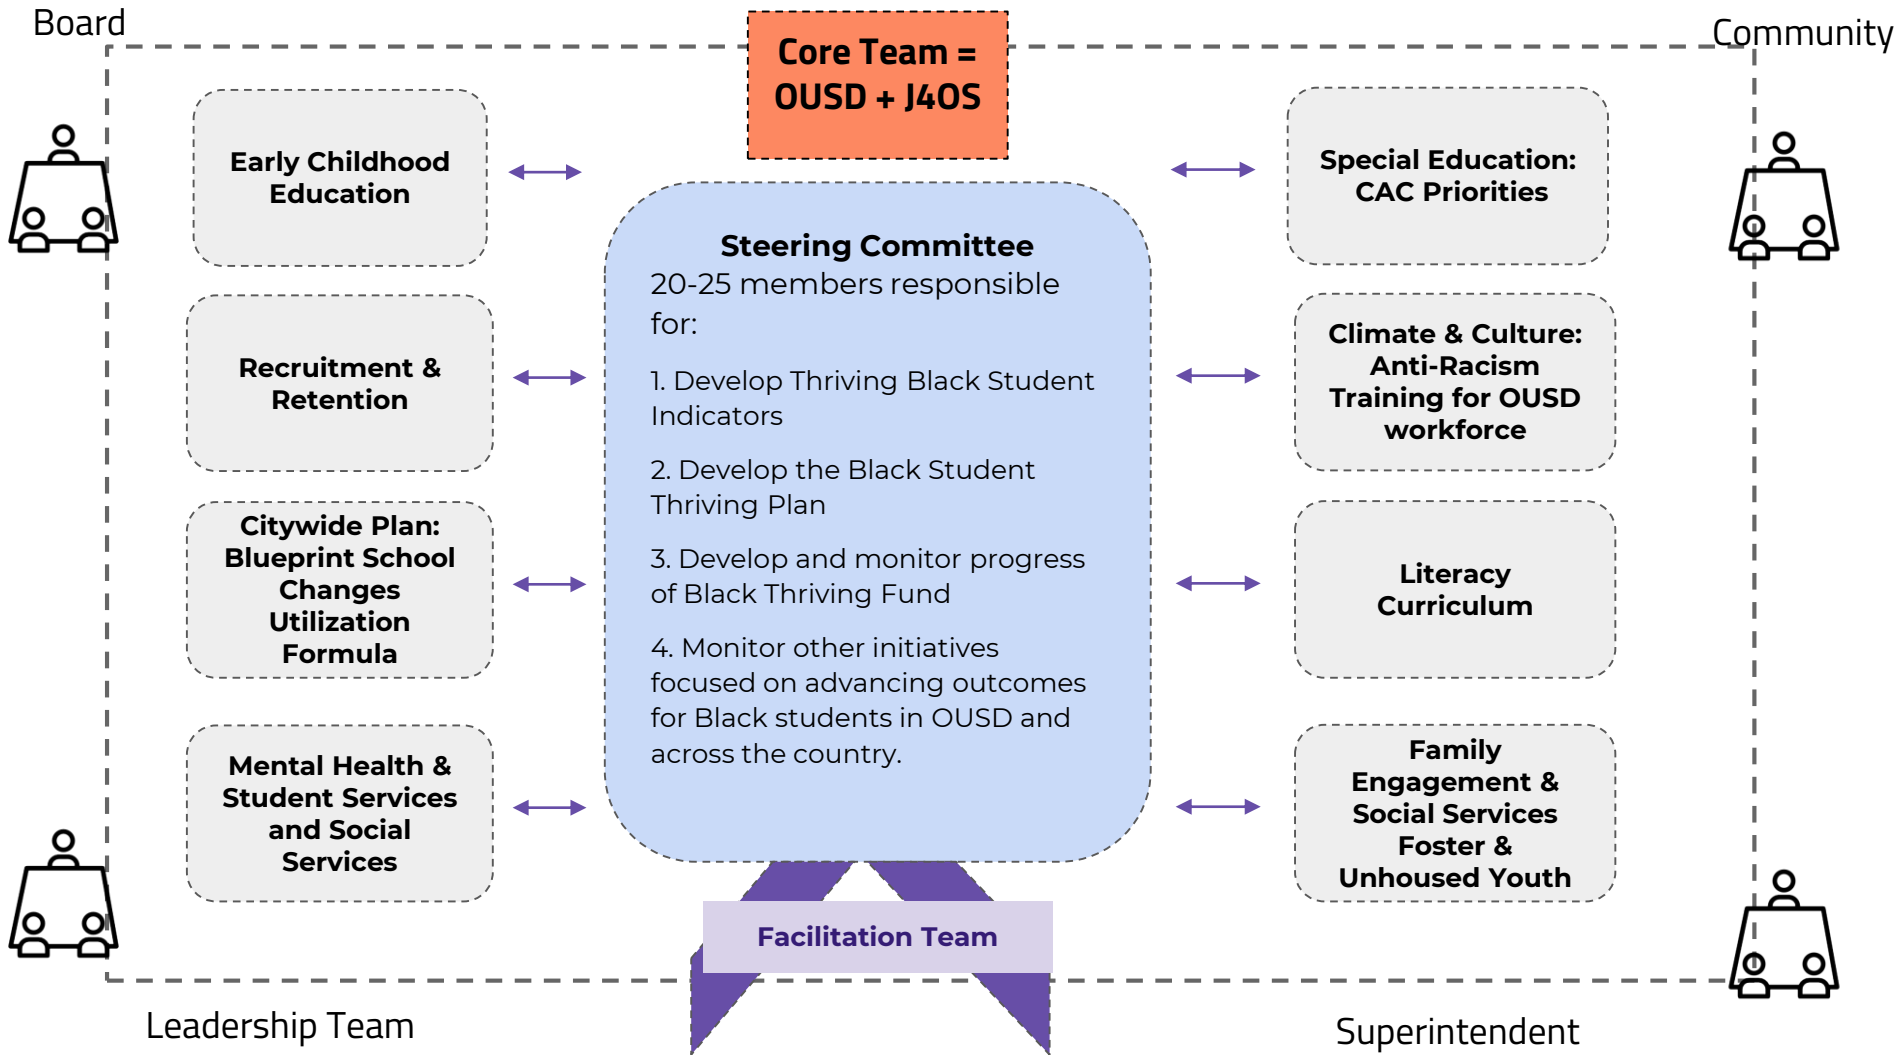 Board
Community
Core Team =
OUSD + J4OS
Early Childhood
Education
Recruitment &
Retention
Citywide Plan:
Blueprint School
Changes
Utilization
Formula
Mental Health &
Student Services
and Social
Services
Steering Committee
20-25 members responsible
for:
1. Develop Thriving Black Student
Indicators
2. Develop the Black Student
Thriving Plan
3. Develop and monitor progress
of Black Thriving Fund
4. Monitor other initiatives
focused on advancing outcomes
for Black students in OUSD and
across the country.
Special Education:
CAC Priorities
Climate & Culture:
Anti-Racism
Training for OUSD
workforce
Literacy
Curriculum
Family
Engagement &
Social Services
Foster &
Unhoused Youth
Facilitation Team
Leadership Team
Superintendent